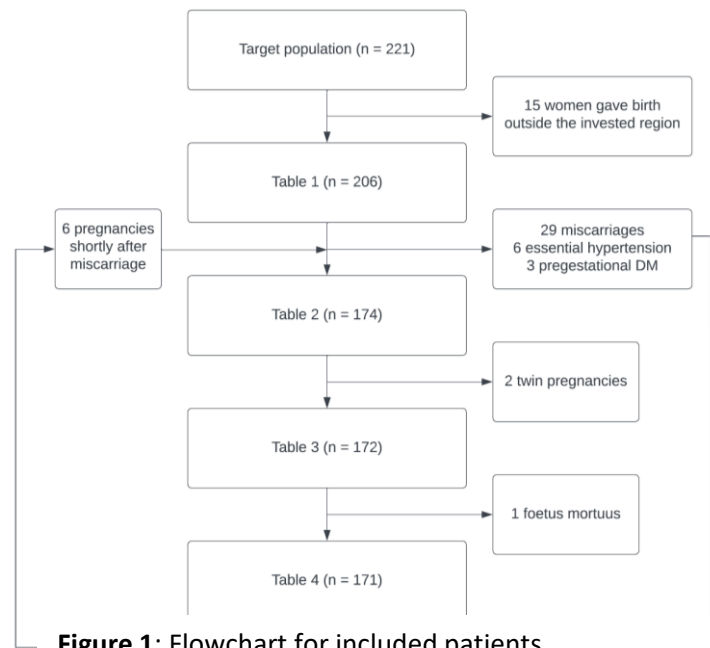 Target population (n = 221)
15 women gave birth
outside the invested region
Table 1 (n = 206)
6 pregnancies
shortly after
miscarriage
29 miscarriages
6 essential hypertension
3 pregestational DM
Table 2 (n = 174)
2 twin pregnancies
Table 3 (n = 172)
1 foetus mortuus
Table 4 (n = 171)
Figure 1: Flowchart for included patients